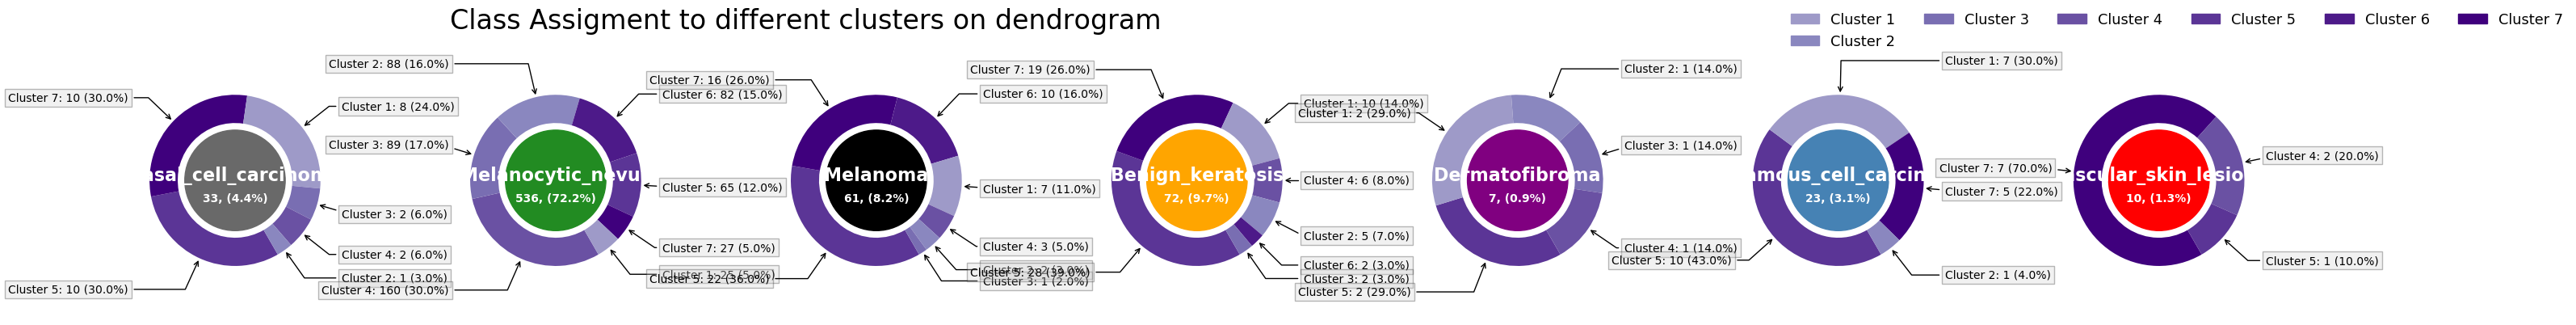 Class Assigment to different clusters on dendrogram
Cluster 1
Cluster 3
Cluster 4
Cluster 5
Cluster 6
Cluster 7
Cluster 2
Cluster 7: 10 (30.0%)
Cluster 1: 8 (24.0%)
Cluster 3: 2 (6.0%)
Cluster 4: 2 (6.0%)
Cluster 2: 1 (3.0%)
Cluster 5: 10 (30.0%)
asal_cell_carcinom
33, (4.4%)
Cluster 2: 88 (16.0%)
Cluster 6: 82 (15.0%)
Cluster 3: 89 (17.0%)
Cluster 5: 65 (12.0%)
Cluster 7: 27 (5.0%)
Cluster 1: 25 (5.0%)
Cluster 4: 160 (30.0%)
Melanocytic_nevu
536, (72.2%)
Cluster 7: 16 (26.0%)
Cluster 6: 10 (16.0%)
Cluster 1: 7 (11.0%)
Cluster 4: 3 (5.0%)
Cluster 3: 1 (2.0%)
Cluster 5: 22 (36.0%)
Melanoma
61, (8.2%)
Cluster 7: 19 (26.0%)
Cluster 1: 10 (14.0%)
Cluster 4: 6 (8.0%)
Cluster 2: 5 (7.0%)
Cluster 6: 2 (3.0%)
Cluster 3: 2 (3.0%)
Cluster 5: 28 (39.0%)
Benign_keratosis
72, (9.7%)
Cluster 1: 2 (29.0%)
Cluster 2: 1 (14.0%)
Cluster 3: 1 (14.0%)
Cluster 4: 1 (14.0%)
Cluster 5: 2 (29.0%)
Dermatofibroma
7, (0.9%)
Cluster 1: 7 (30.0%)
Cluster 7: 5 (22.0%)
Cluster 2: 1 (4.0%)
Cluster 5: 10 (43.0%)
amous_cell_carcin
23, (3.1%)
Cluster 7: 7 (70.0%)
Cluster 4: 2 (20.0%)
Cluster 5: 1 (10.0%)
scular_skin_lesio
10, (1.3%)